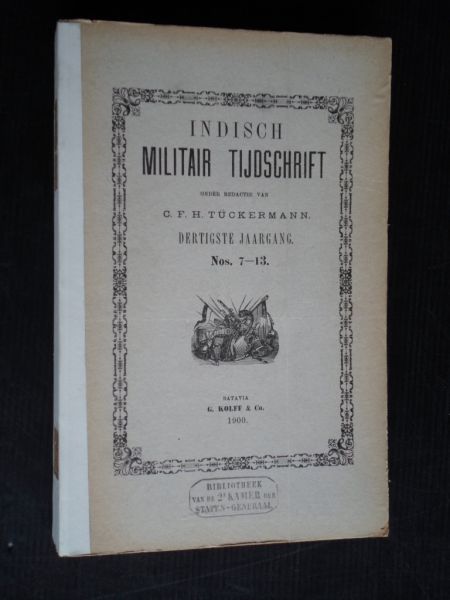 INDISCH
MILITAIR TIJDSCHRIFT
ONDER REDACTIE VAN
C. F. H. TÜCKERMANN.
DERTIGSTE JAARGANG.
Nos. 7—13.
BATAVIA
G. KOLFF & Co.
1900.
BIBLIOTHEEK
VAN DE 2E KAMER DER
STATEN-GENERAAL